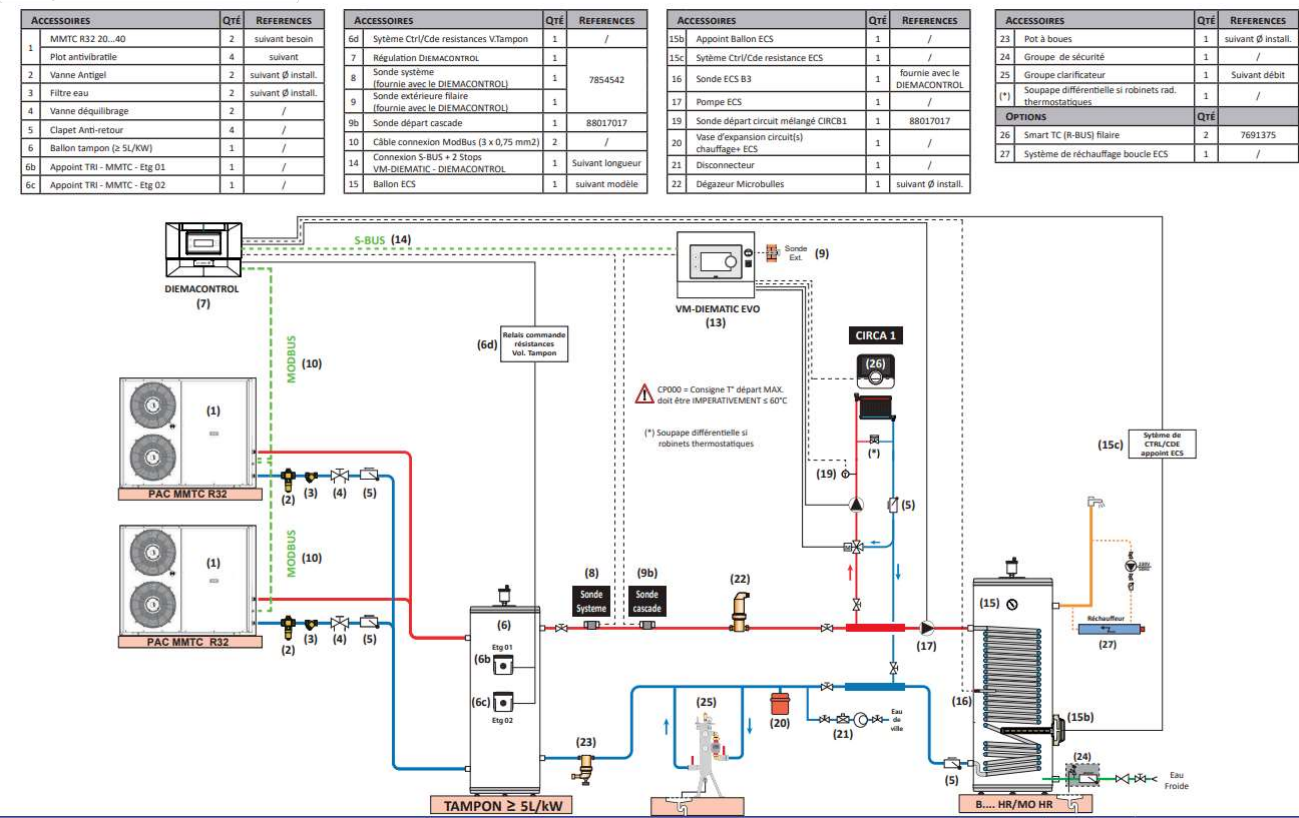 ACCESSOIRES QTÉ REFERENCES
1 MMTC R32 20...40 2 suivant besoin
Plot antivibratile 4 suivant
2 Vanne Antigel 2 suivant Ø install.
3 Filtre eau 2 suivant Ø install.
4 Vanne déquilibrage 2 /
5 Clapet Anti-retour 4 /
6 Ballon tampon (≥ 5L/KW) 1 /
6b Appoint TRI - MMTC - Etg 01 1 /
6c Appoint TRI - MMTC - Etg 02 1 /
ACCESSOIRES QTÉ REFERENCES
6d Sytème Ctrl/Cde resistances V.Tampon 1 /
7 Régulation DIEMACONTROL 1
8 Sonde système
(fournie avec le DIEMACONTROL) 1 7854542
9 Sonde extérieure filaire
(fournie avec le DIEMACONTROL) 1
9b Sonde départ cascade 1 88017017
10 Câble connexion ModBus (3 x 0,75 mm2) 2 /
14 Connexion S-BUS + 2 Stops
VM-DIEMATIC - DIEMACONTROL 1 Suivant longueur
15 Ballon ECS 1 suivant modèle
ACCESSOIRES QTÉ REFERENCES
15b Appoint Ballon ECS 1 /
15c Sytème Ctrl/Cde resistance ECS 1 /
16 Sonde ECS B3 1 fournie avec le
DIEMACONTROL
17 Pompe ECS 1 /
19 Sonde départ circuit mélangé CIRCB1 1 88017017
20 Vase d'expansion circuit(s)
chauffage+ ECS 1 /
21 Disconnecteur 1 /
22 Dégazeur Microbulles 1 suivant Ø install.
ACCESSOIRES QTÉ REFERENCES
23 Pot à boues 1 suivant Ø install.
24 Groupe de sécurité 1 /
25 Groupe clarificateur 1 Suivant débit
(*) Soupape différentielle si robinets rad.
thermostatiques 1 /
OPTIONS QTÉ
26 Smart TC (R-BUS) filaire 2 7691375
27 Système de réchauffage boucle ECS 1 /
S-BUS (14)
DIEMACONTROL
(7)
Sonde
Ext.
(9)
VM-DIEMATIC EVO
(13)
(6d)
Relais commande
résistances
Vol. Tampon
CIRCA 1
(26)
MODBUS
(10)
CP000 = Consigne T° départ MAX.
doit être IMPERATIVEMENT ≤ 60°C
(*) Soupape différentielle si
robinets thermostatiques
(*)
(15c)
Sytème de
CTRL/CDE
appoint ECS
(1)
(19)
PAC MMTC R32
(2) (3) (4) (5)
(5)
MODBUS
(10)
(1)
(8)
Sonde
Systeme
(9b)
Sonde
cascade
(22)
(15)
PAC MMTC R32
(2) (3) (4) (5)
(6)
Etg 01
(6b)
(6c)
Etg 02
(17)
Réchauffeur
(27)
(16)
(25)
(20)
(21)
Eau
de
ville
(15b)
(23)
(5)
(24)
Eau
Froide
TAMPON ≥ 5L/kW
B.... HR/MO HR